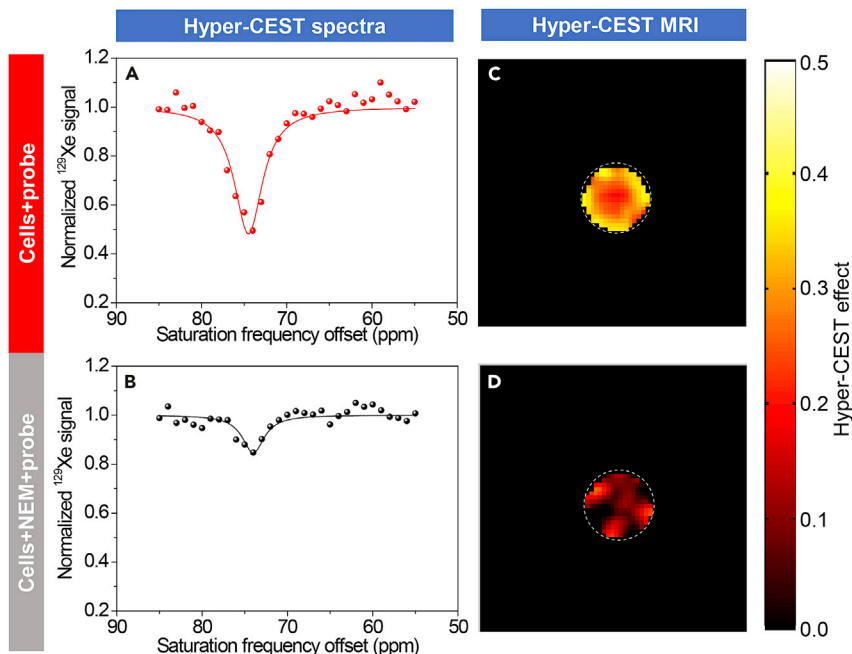 Hyper-CEST spectra
Hyper-CEST MRI
Cells+probe
A
Normalized ¹²⁹Xe signal
1.2
1.0
0.8
0.6
0.4
0.2
90
80
70
60
50
Saturation frequency offset (ppm)
C
Cells+NEM+probe
B
Normalized ¹²⁹Xe signal
1.2
1.0
0.8
0.6
0.4
0.2
90
80
70
60
50
Saturation frequency offset (ppm)
D
0.5
0.4
0.3
0.2
0.1
0.0
Hyper-CEST effect